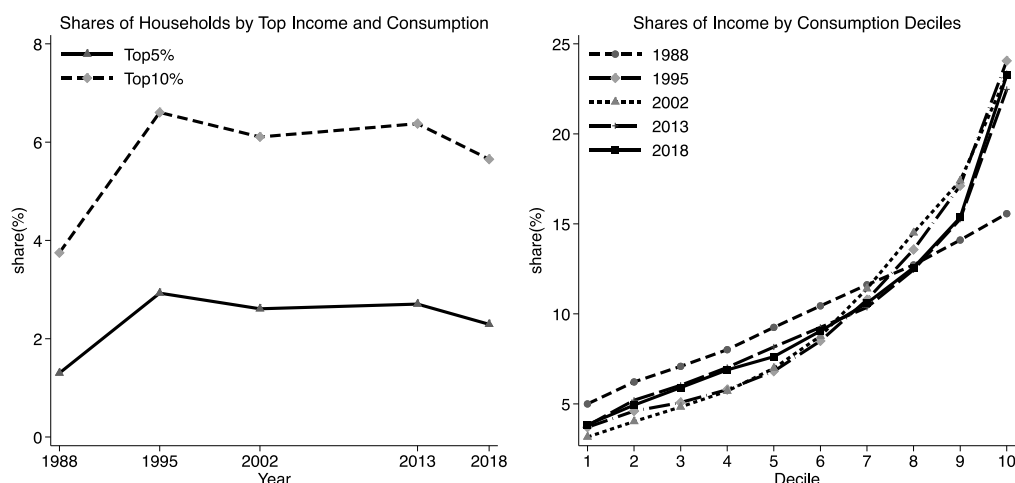 Shares of Households by Top Income and Consumption
8
6
4
2
0
share(%)
Top5%
Top10%
1988 1995 2002 2013 2018
Year
Shares of Income by Consumption Deciles
25
20
15
10
5
share(%)
1988
1995
2002
2013
2018
1 2 3 4 5 6 7 8 9 10
Decile